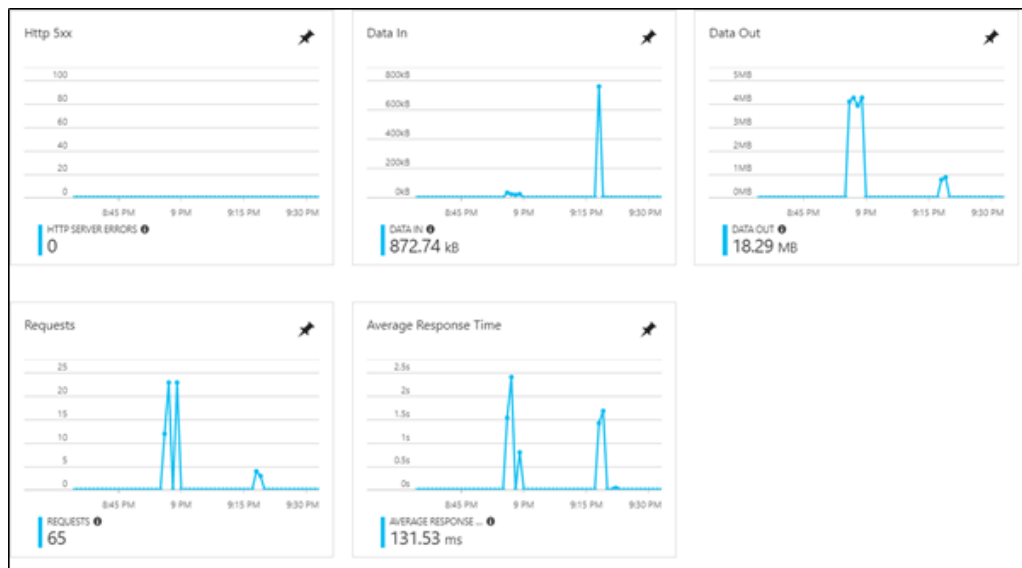 Http 5xx
100
80
60
40
20
0
8:45 PM 9 PM 9:15 PM 9:30 PM
HTTP SERVER ERRORS
0
Data In
800kB
600kB
400kB
200kB
0kB
8:45 PM 9 PM 9:15 PM 9:30 PM
DATA IN
872.74 kB
Data Out
5MB
4MB
3MB
2MB
1MB
0MB
8:45 PM 9 PM 9:15 PM 9:30 PM
DATA OUT
18.29 MB
Requests
25
20
15
10
5
0
8:45 PM 9 PM 9:15 PM 9:30 PM
REQUESTS
65
Average Response Time
2.5s
2s
1.5s
1s
0.5s
0s
8:45 PM 9 PM 9:15 PM 9:30 PM
AVERAGE RESPONSE ...
131.53 ms